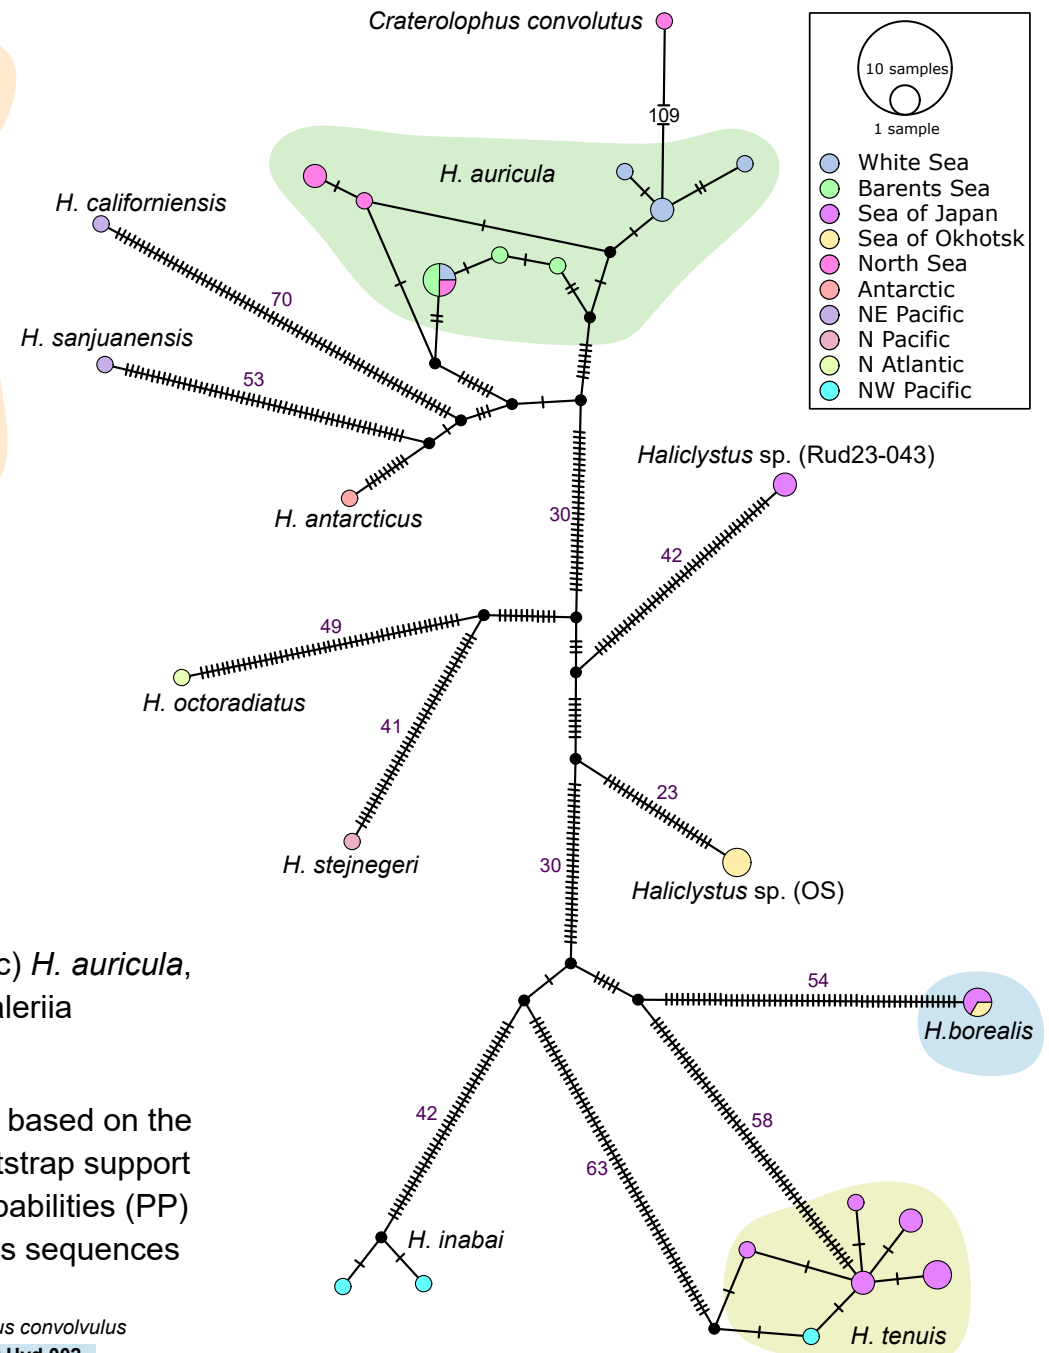 Craterolophus convolutus
109
H. auricula
H. californiensis
70
H. sanjuanensis
53
H. antarcticus
10 samples
1 sample
White Sea
Barents Sea
Sea of Japan
Sea of Okhotsk
North Sea
Antarctic
NE Pacific
N Pacific
N Atlantic
NW Pacific
Haliclystus sp. (Rud23-043)
30
42
49
H. octoradiatus
41
H. stejnegeri
23
Haliclystus sp. (OS)
30
54
H.borealis
42
63
58
H. inabai
H. tenuis
c) H. auricula,
aleriia
based on the
tstrap support
babilities (PP)
s sequences
us convolvulus